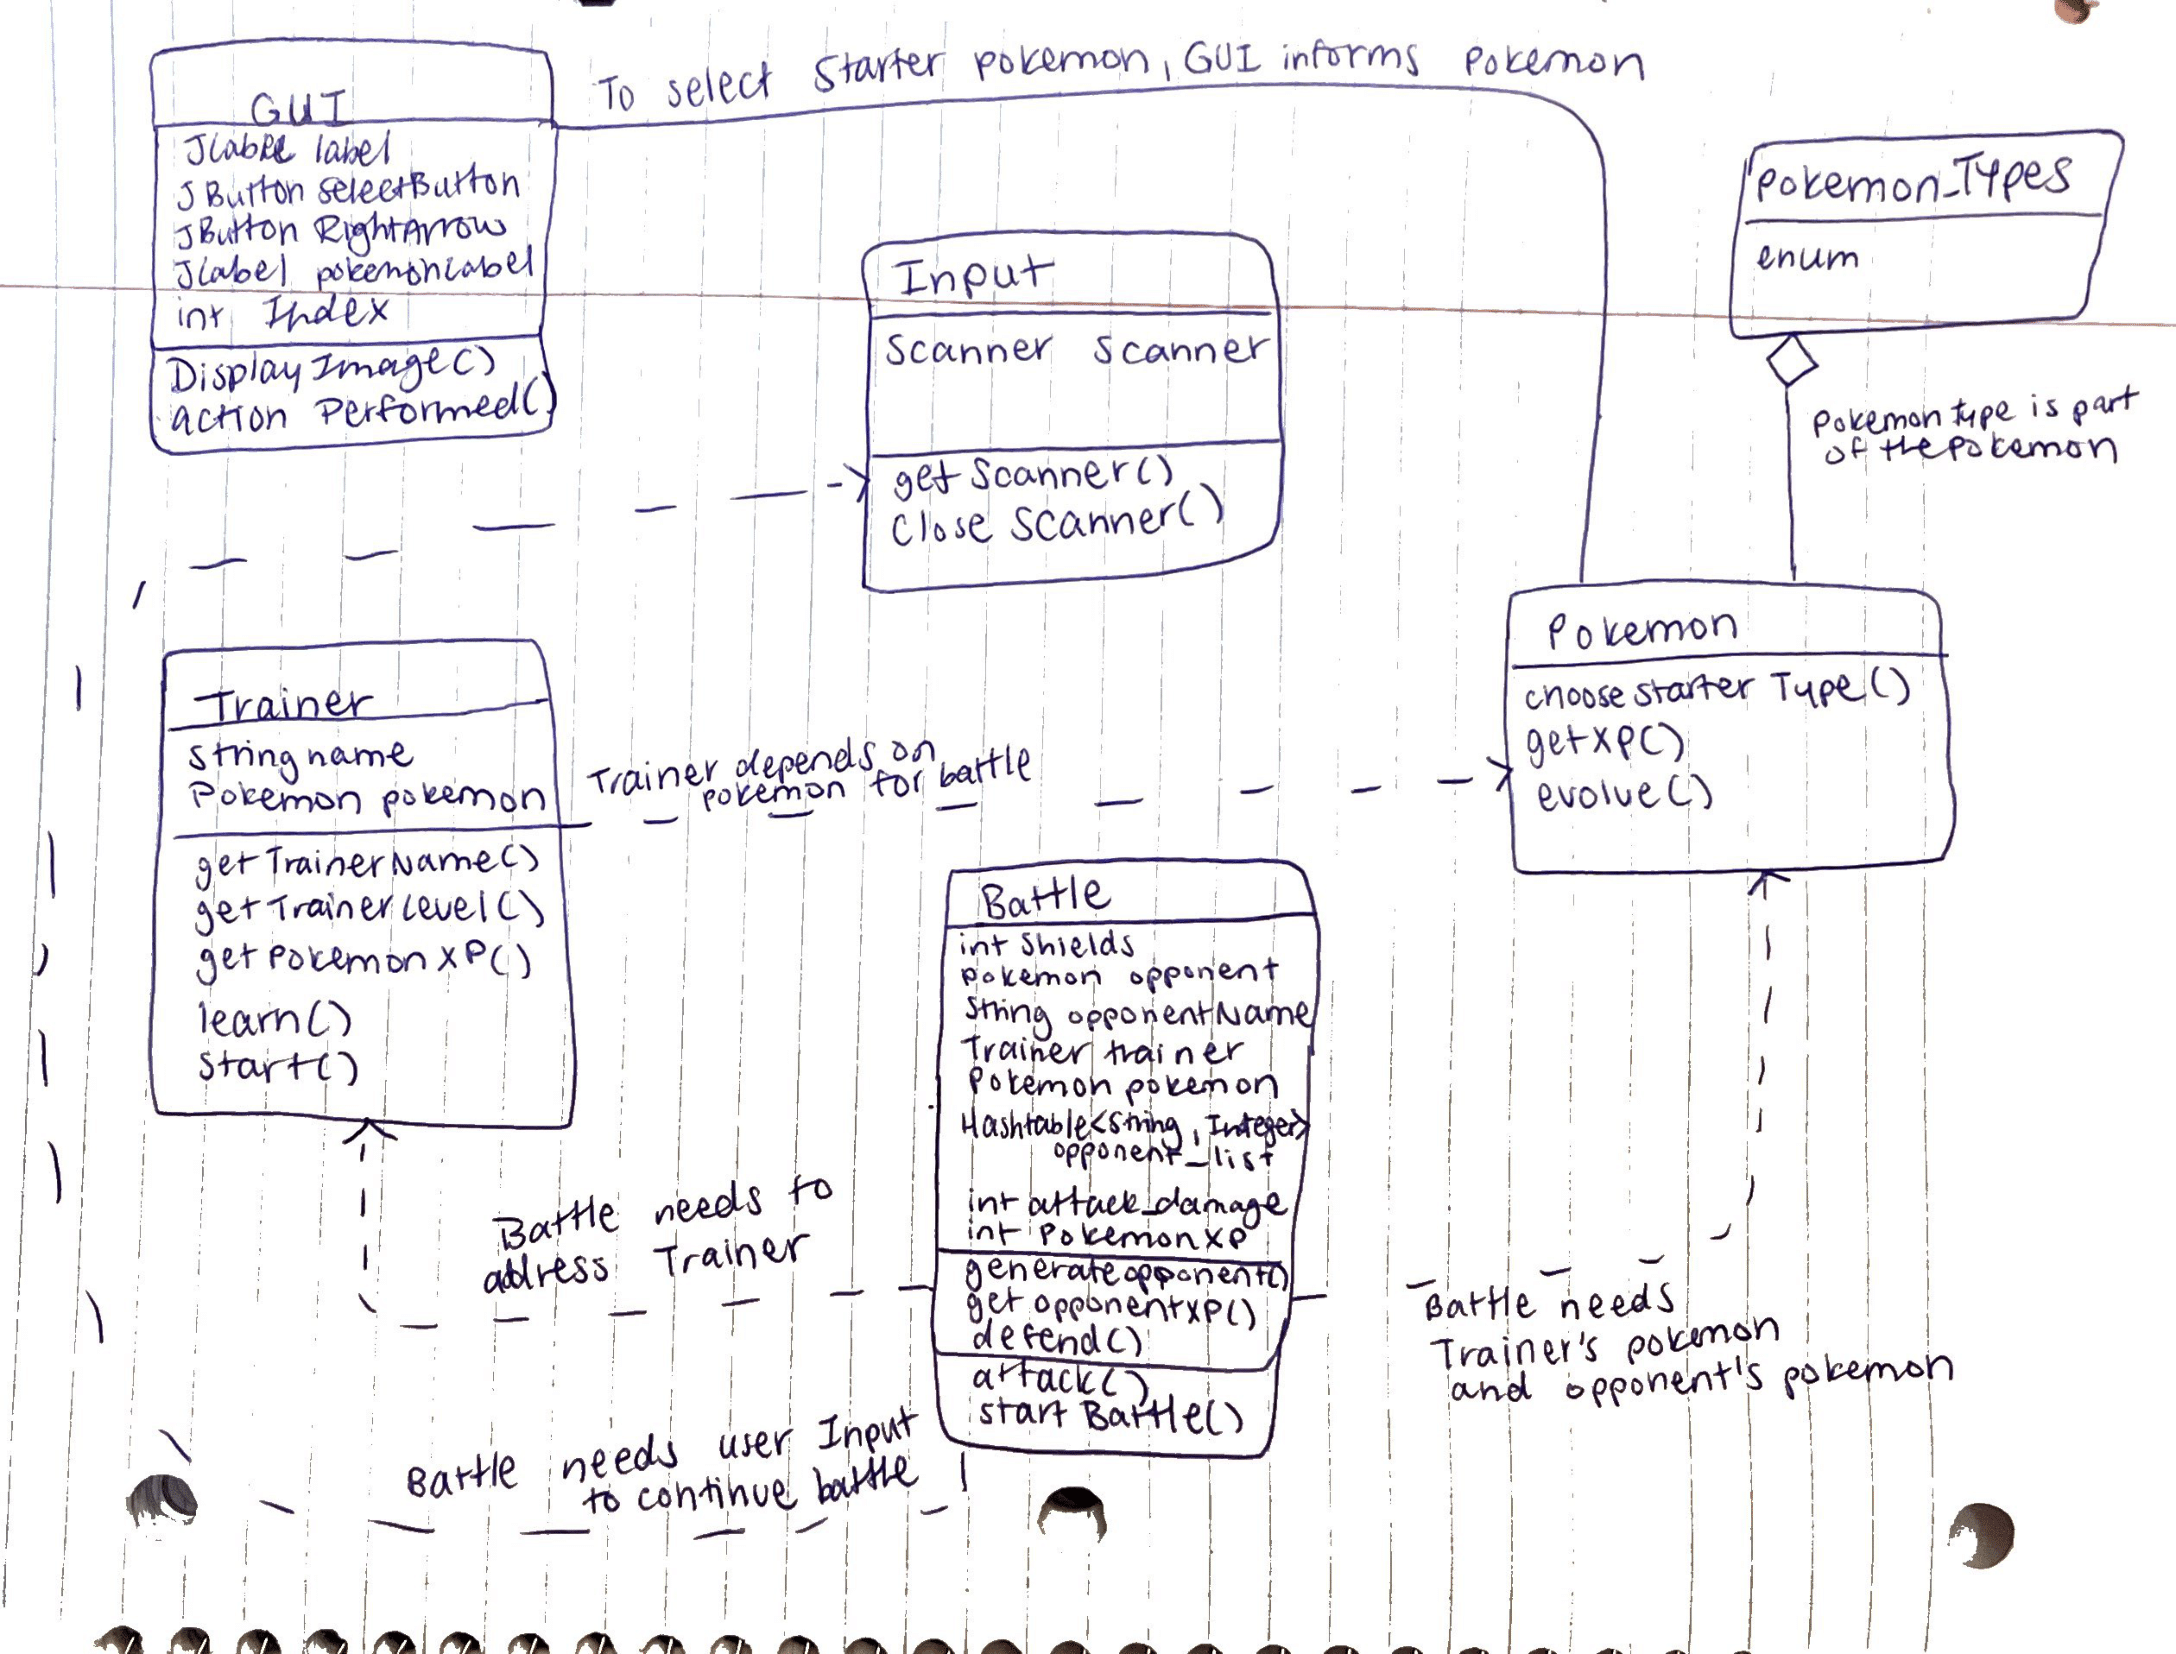 GUI
JLabel label
JButton selectButton
JButton RightArrow
JLabel pokemonLabel
int Index
DisplayImage()
action Performed()
To select Starter pokemon, GUI informs pokemon
Input
Scanner Scanner
get Scanner()
Close Scanner()
Pokemon_Types
enum
Pokemon type is part
of the pokemon
Pokemon
choose starter Type()
getXP()
evolve()
Trainer
String name
Pokemon pokemon
getTrainerName()
getTrainerLevel()
getPokemonXP()
learn()
start()
Trainer depends on
pokemon for battle
Battle
int Shields
pokemon opponent
String opponentName
Trainer trainer
Pokemon pokemon
Hashtable<String, Integer>
opponent_list
int attack_damage
int PokemonXP
generateopponent()
get opponentXP()
defend()
attack()
start Battle()
Battle needs to
address Trainer
Battle needs
Trainer's pokemon
and opponent's pokemon
Battle needs user Input
to continue battle